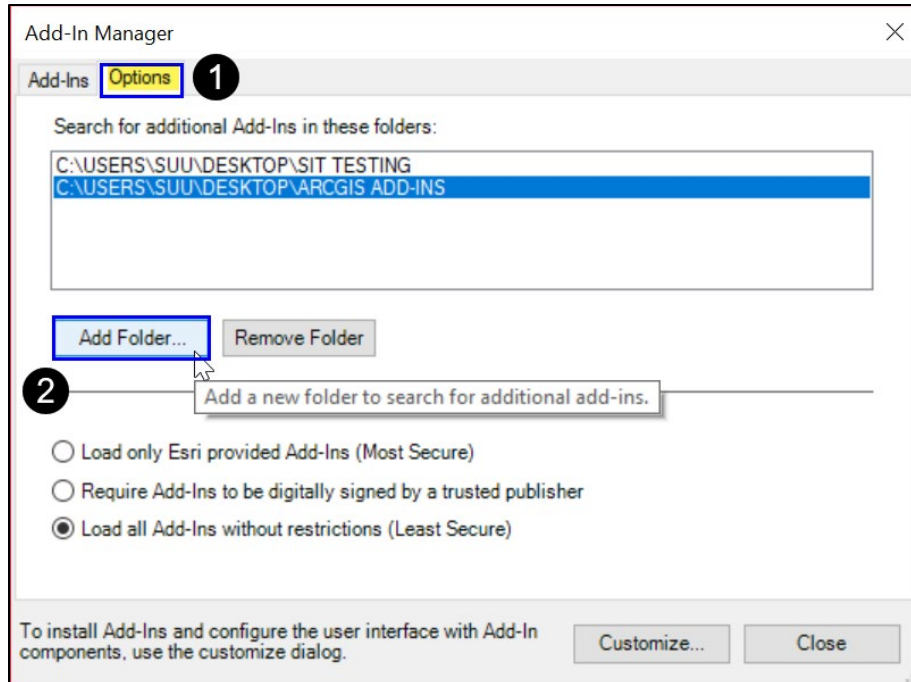 Add-In Manager
Add-Ins Options 1
Search for additional Add-Ins in these folders:
C:\USERS\SUU\DESKTOP\SIT TESTING
C:\USERS\SUU\DESKTOP\ARCGIS ADD-INS
Add Folder... Remove Folder
2
Add a new folder to search for additional add-ins.
Load only Esri provided Add-Ins (Most Secure)
Require Add-Ins to be digitally signed by a trusted publisher
Load all Add-Ins without restrictions (Least Secure)
To install Add-Ins and configure the user interface with Add-In
components, use the customize dialog.
Customize... Close